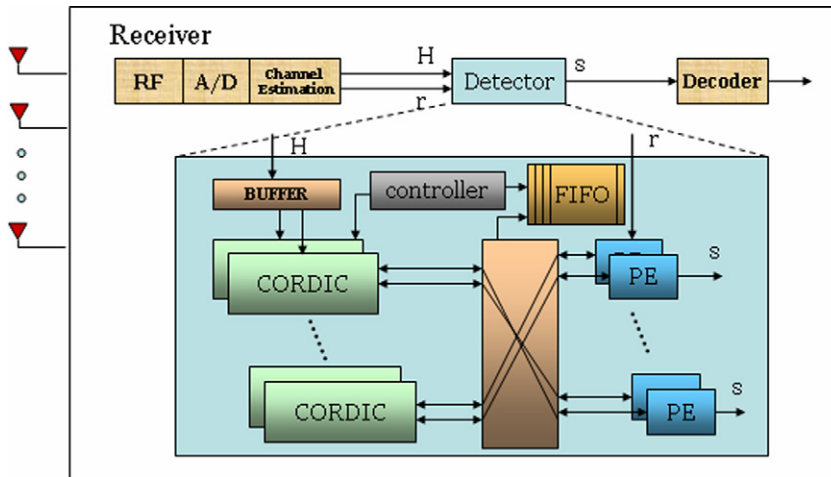 Receiver
RF
A/D
Channel
Estimation
H
r
Detector
s
Decoder
H
r
BUFFER
controller
FIFO
CORDIC
PE
s
CORDIC
PE
s